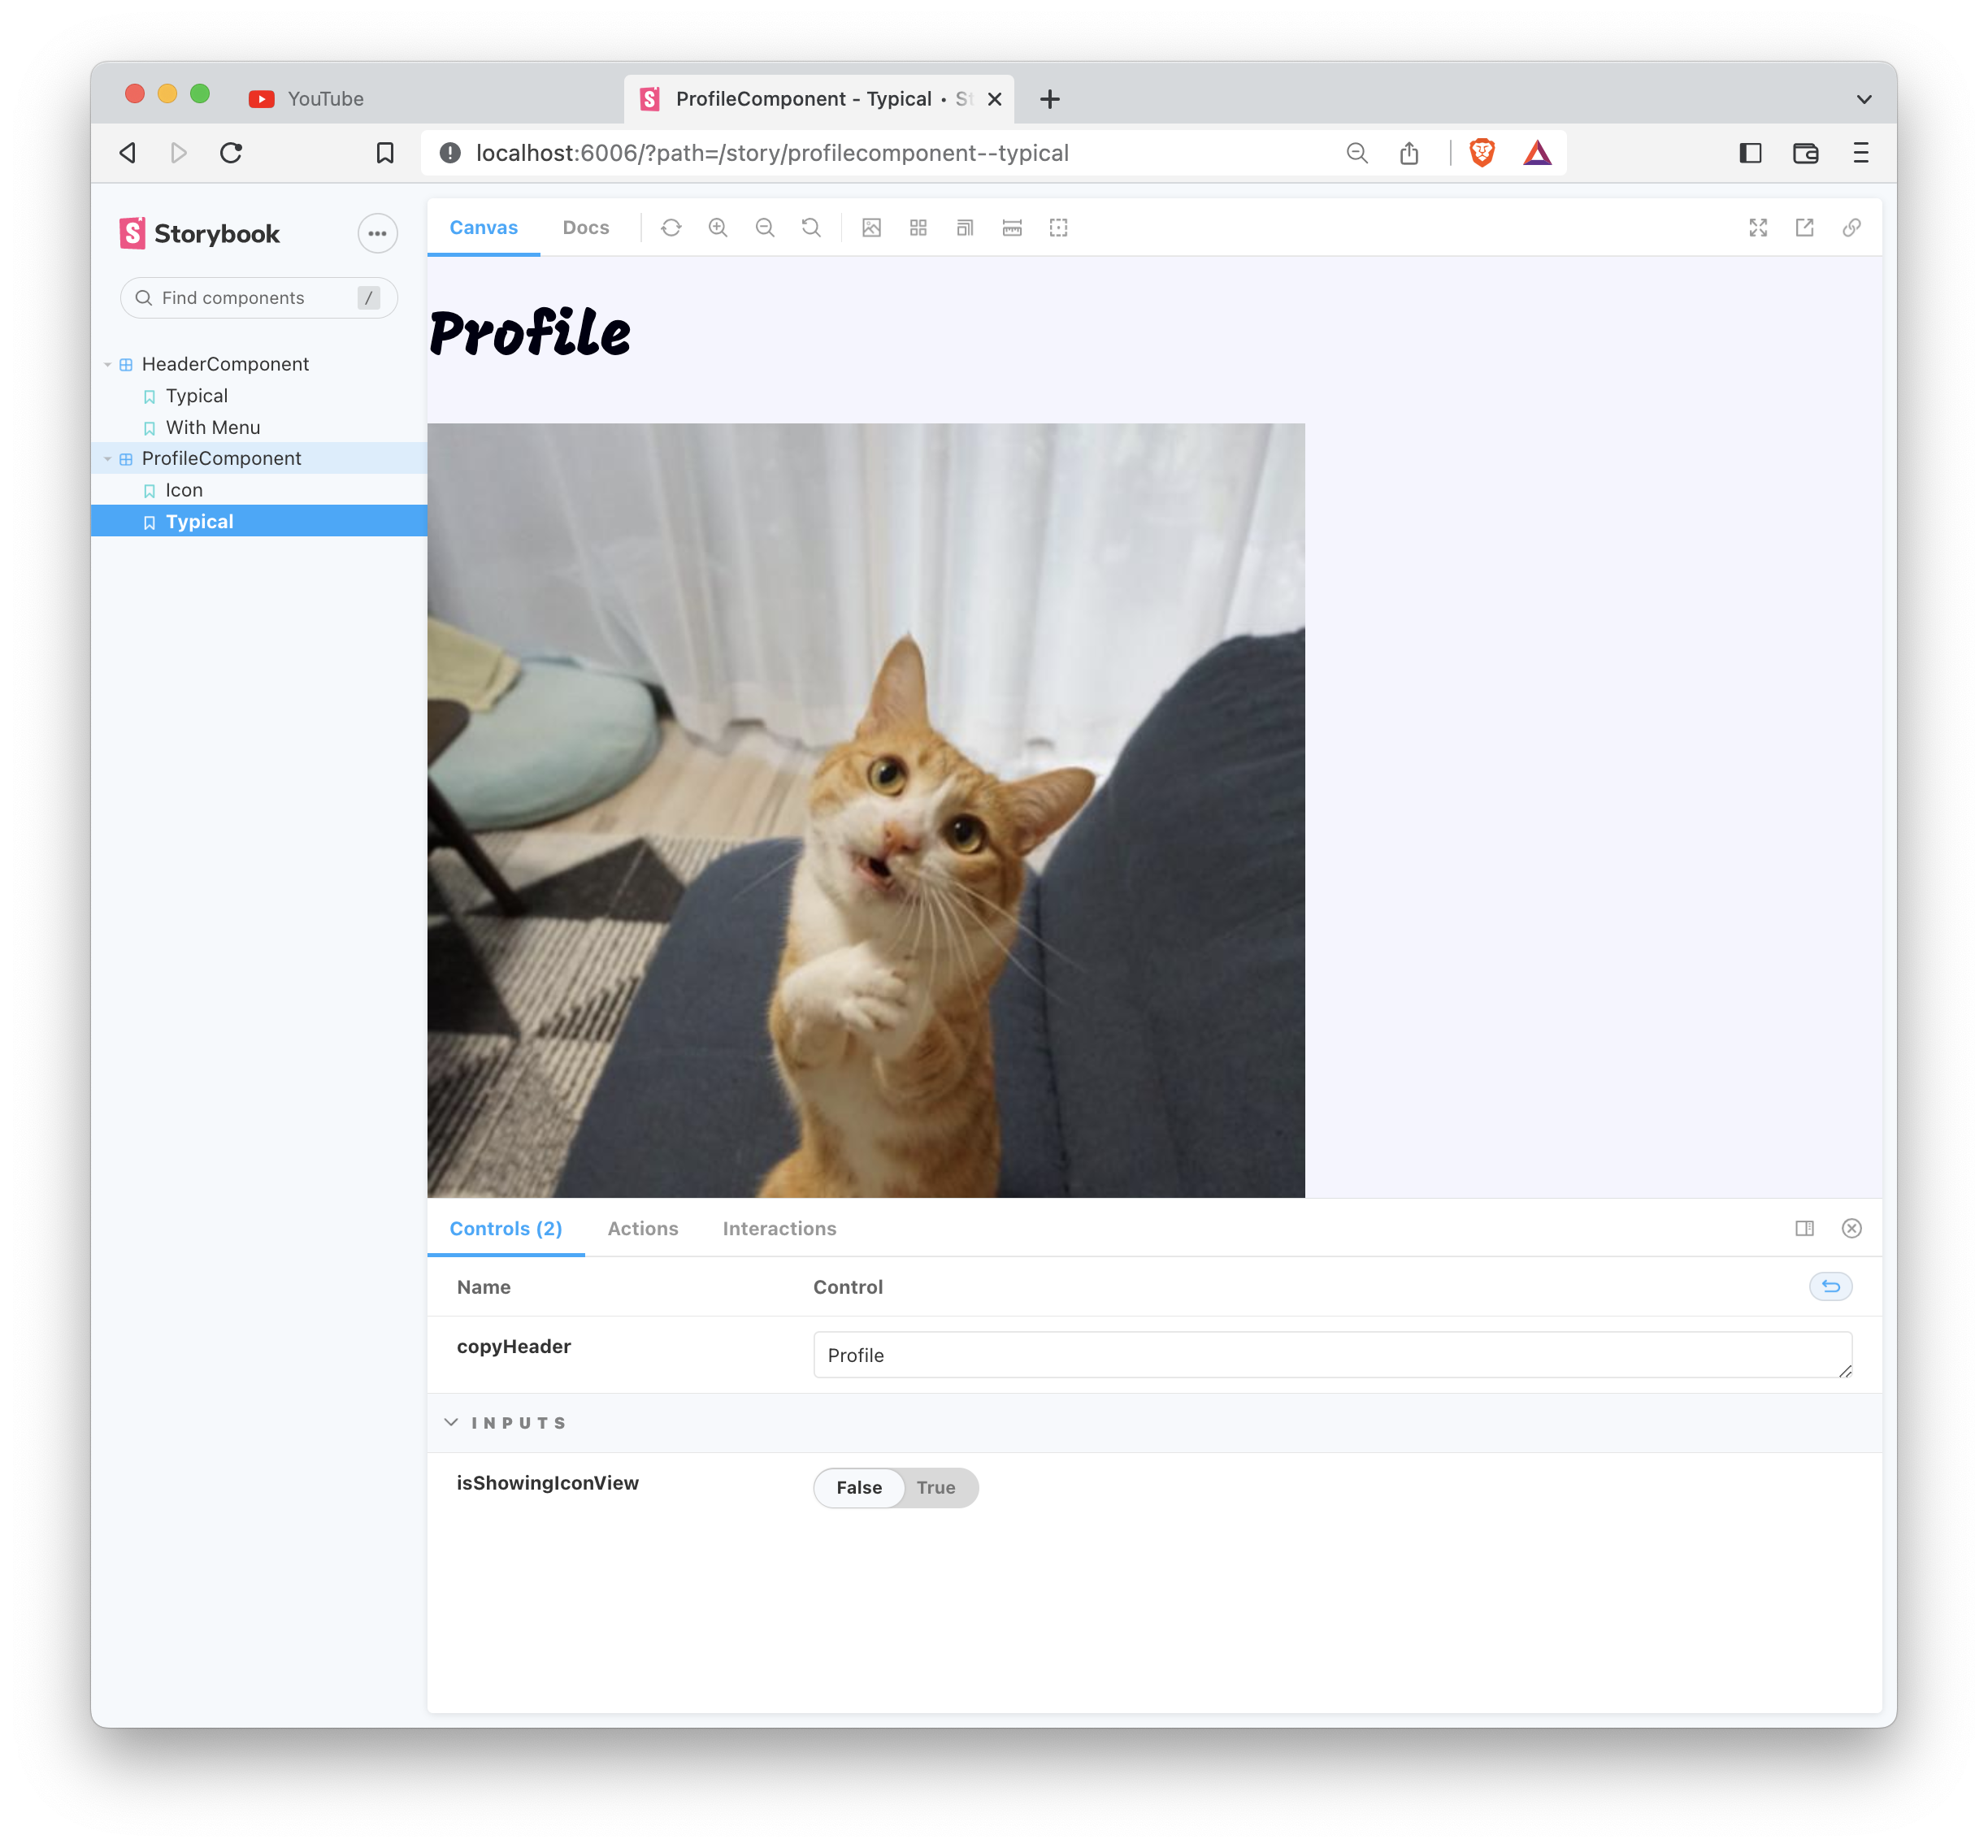 YouTube
ProfileComponent - Typical • St
localhost:6006/?path=/story/profilecomponent--typical
Storybook
Find components /
HeaderComponent
Typical
With Menu
ProfileComponent
Icon
Typical
Canvas Docs
Profile
Controls (2) Actions Interactions
Name Control
copyHeader Profile
INPUTS
isShowingIconView False True